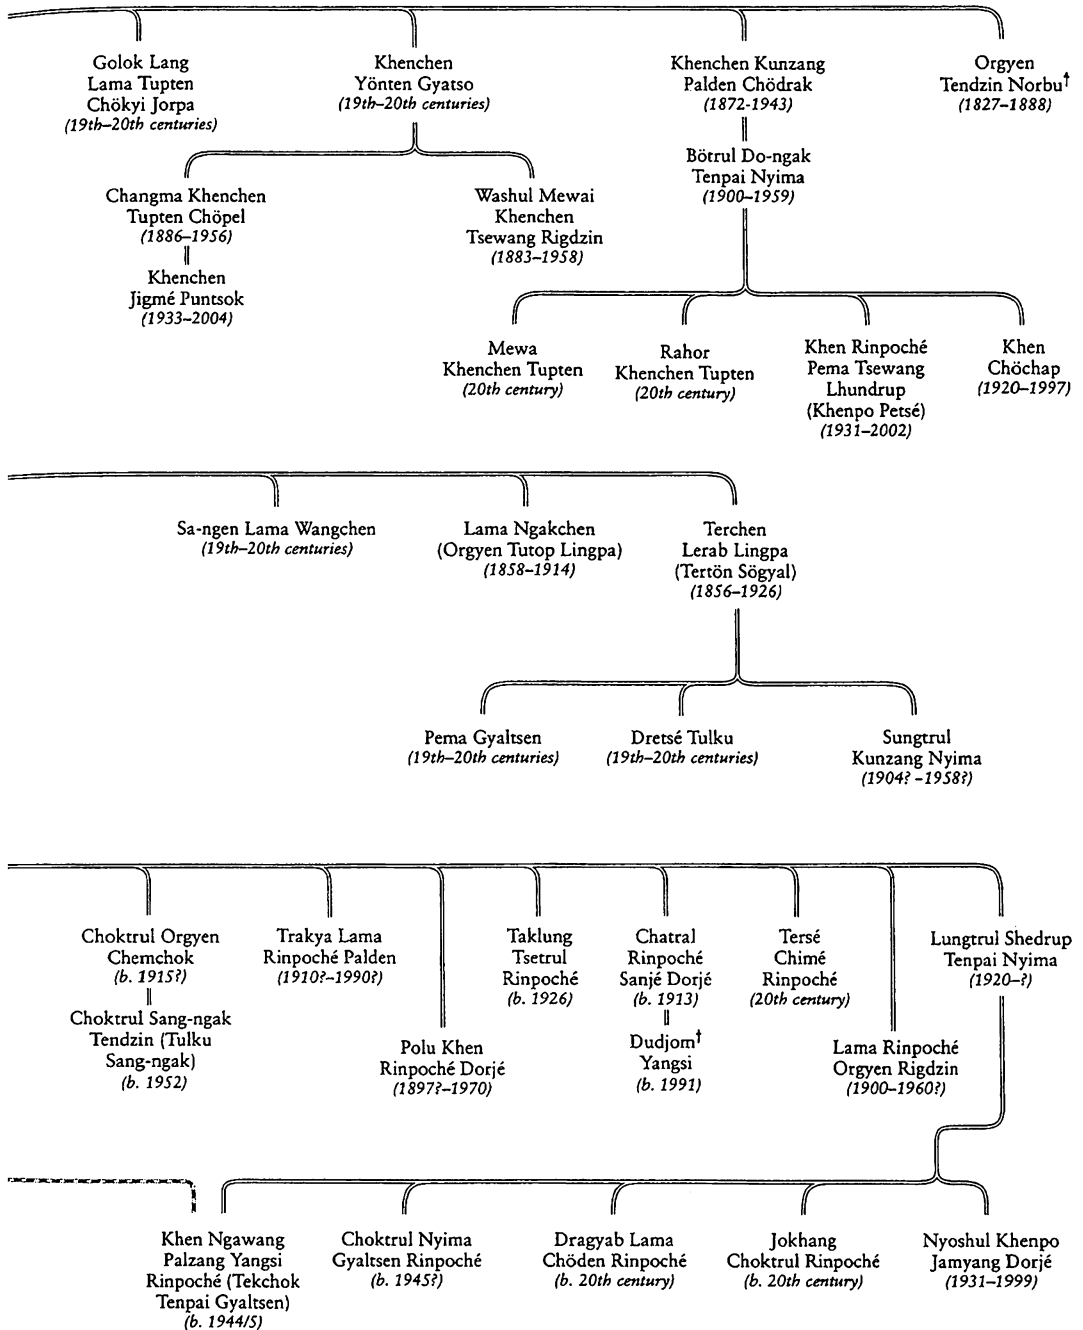 Golok Lang
Lama Tupten
Chökyi Jorpa
(19th–20th centuries)
Khenchen
Yönten Gyatso
(19th–20th centuries)
Khenchen Kunzang
Palden Chödrak
(1872-1943)
Orgyen
Tendzin Norbu†
(1827–1888)
Bötrul Do-ngak
Tenpai Nyima
(1900–1959)
Changma Khenchen
Tupten Chöpel
(1886–1956)
Washul Mewai
Khenchen
Tsewang Rigdzin
(1883–1958)
Khenchen
Jigmé Puntsok
(1933–2004)
Mewa
Khenchen Tupten
(20th century)
Rahor
Khenchen Tupten
(20th century)
Khen Rinpoché
Pema Tsewang
Lhundrup
(Khenpo Petsé)
(1931–2002)
Khen
Chöchap
(1920–1997)
Sa-ngen Lama Wangchen
(19th–20th centuries)
Lama Ngakchen
(Orgyen Tutop Lingpa)
(1858–1914)
Terchen
Lerab Lingpa
(Tertön Sögyal)
(1856–1926)
Pema Gyaltsen
(19th–20th centuries)
Dretsé Tulku
(19th–20th centuries)
Sungtrul
Kunzang Nyima
(1904? -1958?)
Choktrul Orgyen
Chemchok
(b. 1915?)
Trakya Lama
Rinpoché Palden
(1910?–1990?)
Taklung
Tsetrul
Rinpoché
(b. 1926)
Chatral
Rinpoché
Sanjé Dorjé
(b. 1913)
Tersé
Chimé
Rinpoché
(20th century)
Lungtrul Shedrup
Tenpai Nyima
(1920–?)
Choktrul Sang-ngak
Tendzin (Tulku
Sang-ngak)
(b. 1952)
Polu Khen
Rinpoché Dorjé
(1897?–1970)
Dudjom†
Yangsi
(b. 1991)
Lama Rinpoché
Orgyen Rigdzin
(1900–1960?)
Khen Ngawang
Palzang Yangsi
Rinpoché (Tekchok
Tenpai Gyaltsen)
(b. 1944/5)
Choktrul Nyima
Gyaltsen Rinpoché
(b. 1945?)
Dragyab Lama
Chöden Rinpoché
(b. 20th century)
Jokhang
Choktrul Rinpoché
(b. 20th century)
Nyoshul Khenpo
Jamyang Dorjé
(1931–1999)